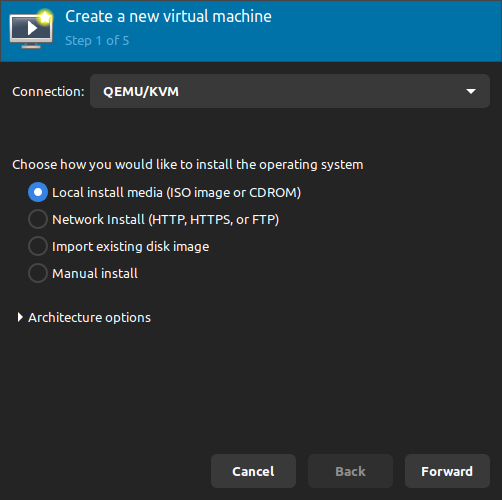 Create a new virtual machine
Step 1 of 5
Connection: QEMU/KVM
Choose how you would like to install the operating system
Local install media (ISO image or CDROM)
Network Install (HTTP, HTTPS, or FTP)
Import existing disk image
Manual install
Architecture options
Cancel Back Forward